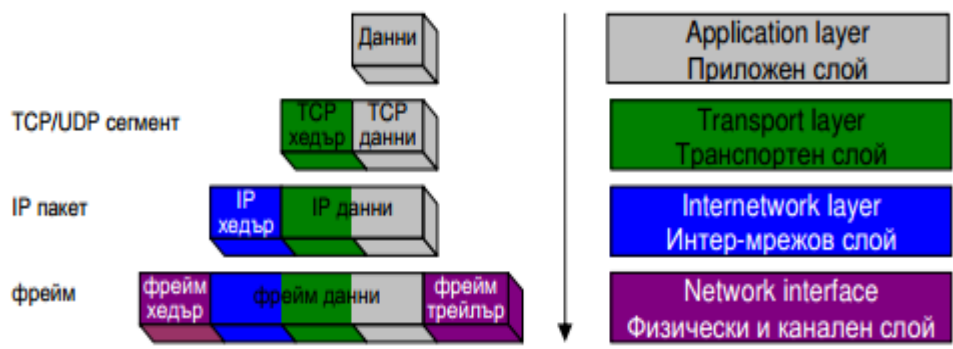 Данни
Application layer
Приложен слой
TCP/UDP сегмент
TCP хедър
TCP данни
Transport layer
Транспортен слой
IP пакет
IP хедър
IP данни
Internetwork layer
Интер-мрежов слой
фрейм
фрейм хедър
фрейм данни
фрейм трейлър
Network interface
Физически и канален слой